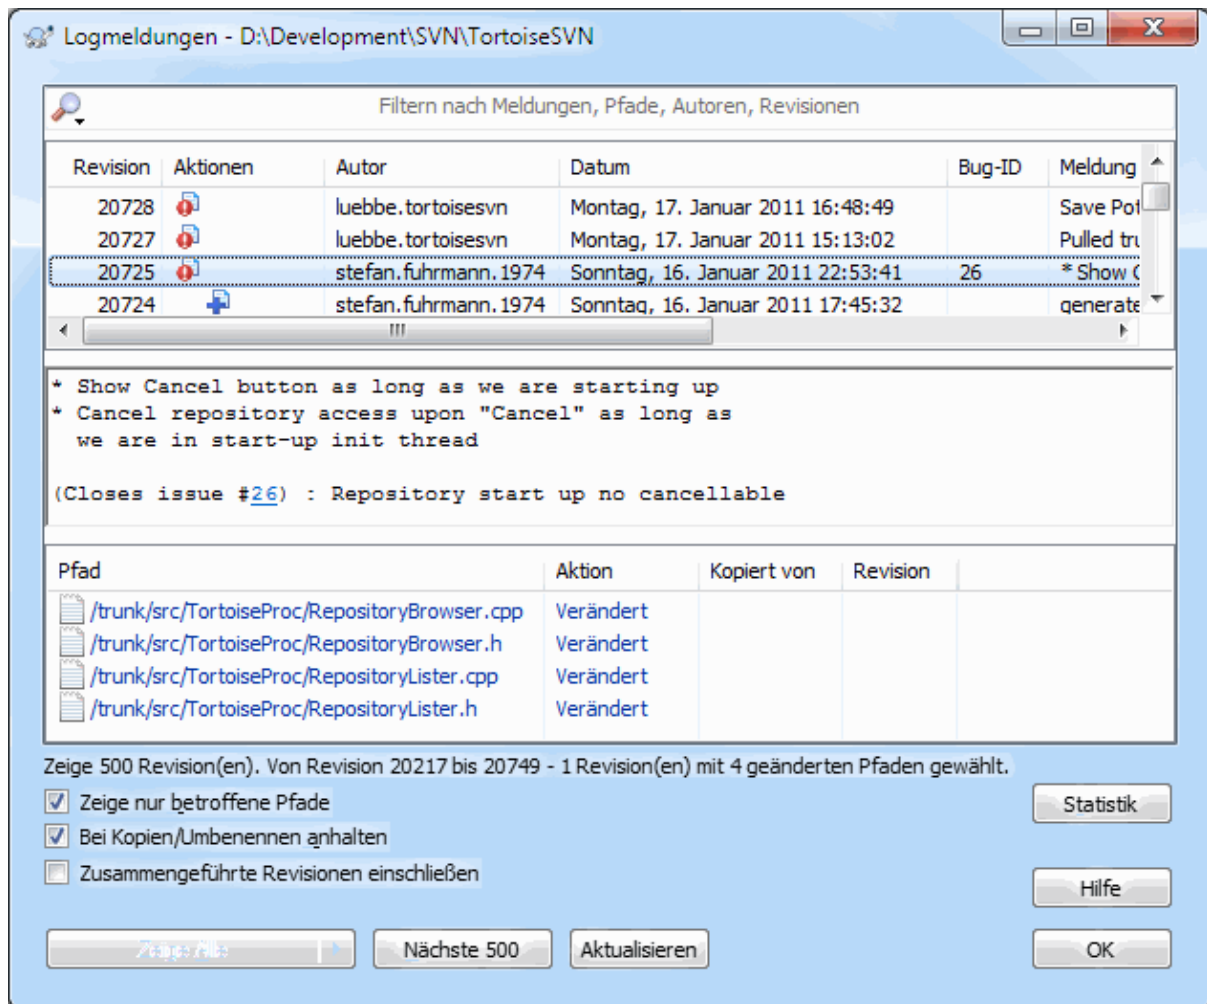 Logmeldungen - D:\Development\SVN\TortoiseSVN
Filtern nach Meldungen, Pfade, Autoren, Revisionen
Revision Aktionen Autor Datum Bug-ID Meldung
20728 luebbe.tortoisesvn Montag, 17. Januar 2011 16:48:49 Save Pot
20727 luebbe.tortoisesvn Montag, 17. Januar 2011 15:13:02 Pulled tru
20725 stefan.fuhrmann.1974 Sonntag, 16. Januar 2011 22:53:41 26 * Show C
20724 stefan.fuhrmann.1974 Sonntag, 16. Januar 2011 17:45:32 generate
* Show Cancel button as long as we are starting up
* Cancel repository access upon "Cancel" as long as
we are in start-up init thread
(Closes issue #26) : Repository start up no cancellable
Pfad Aktion Kopiert von Revision
/trunk/src/TortoiseProc/RepositoryBrowser.cpp Verändert
/trunk/src/TortoiseProc/RepositoryBrowser.h Verändert
/trunk/src/TortoiseProc/RepositoryLister.cpp Verändert
/trunk/src/TortoiseProc/RepositoryLister.h Verändert
Zeige 500 Revision(en). Von Revision 20217 bis 20749 - 1 Revision(en) mit 4 geänderten Pfaden gewählt.
Zeige nur betroffene Pfade
Statistik
Bei Kopien/Umbenennen anhalten
Zusammengeführte Revisionen einschließen
Hilfe
Nächste 500 Aktualisieren OK